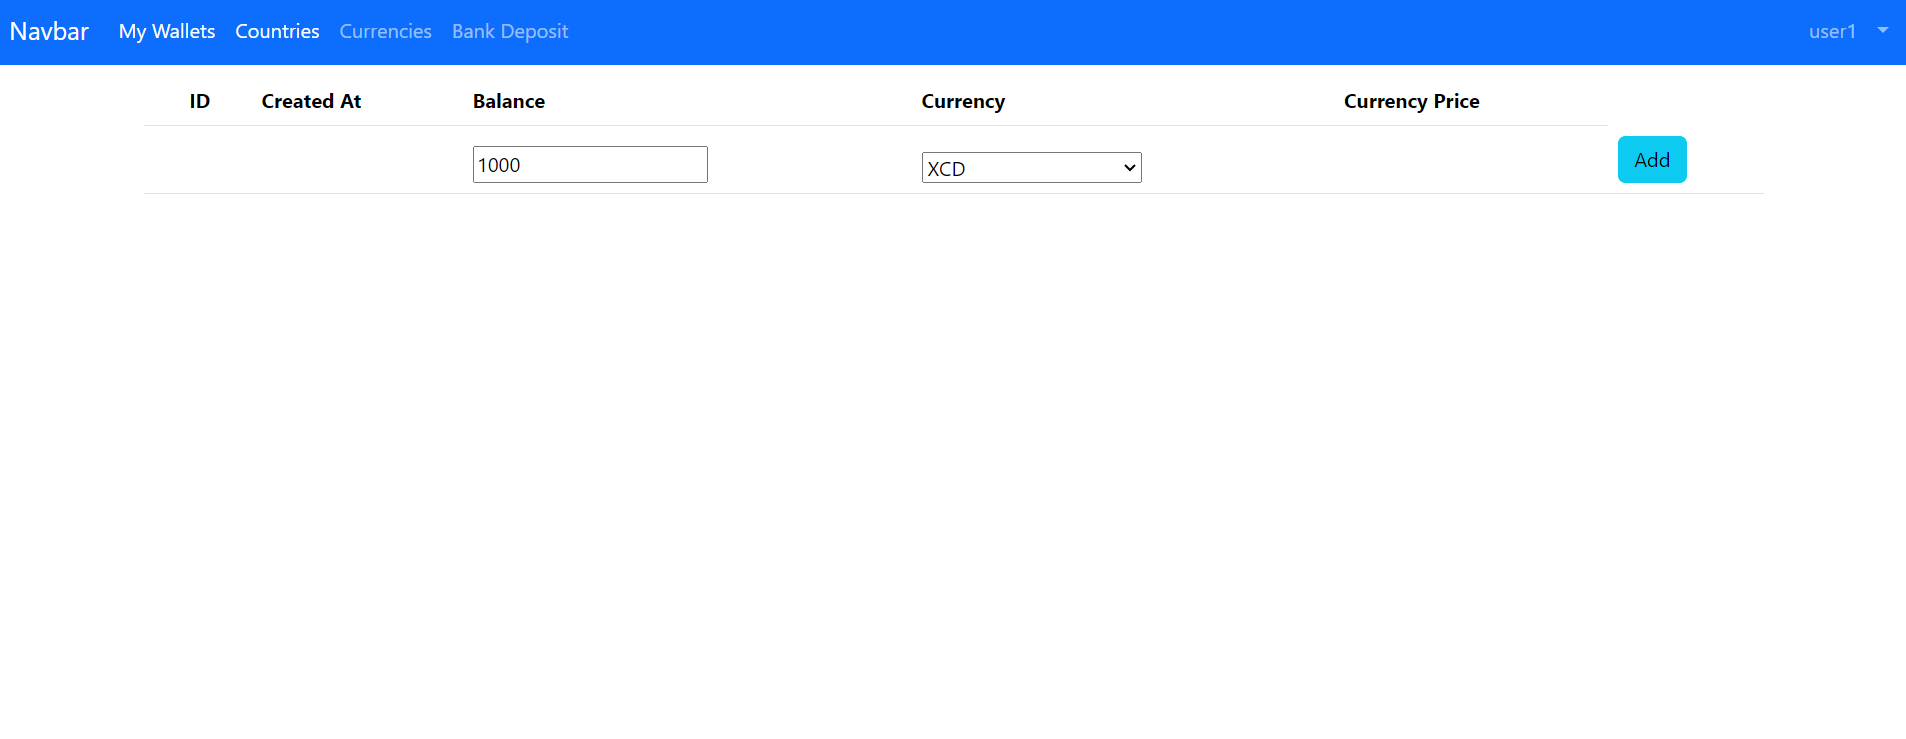 Navbar My Wallets Countries Currencies Bank Deposit user1
ID Created At Balance Currency Currency Price
1000 XCD Add